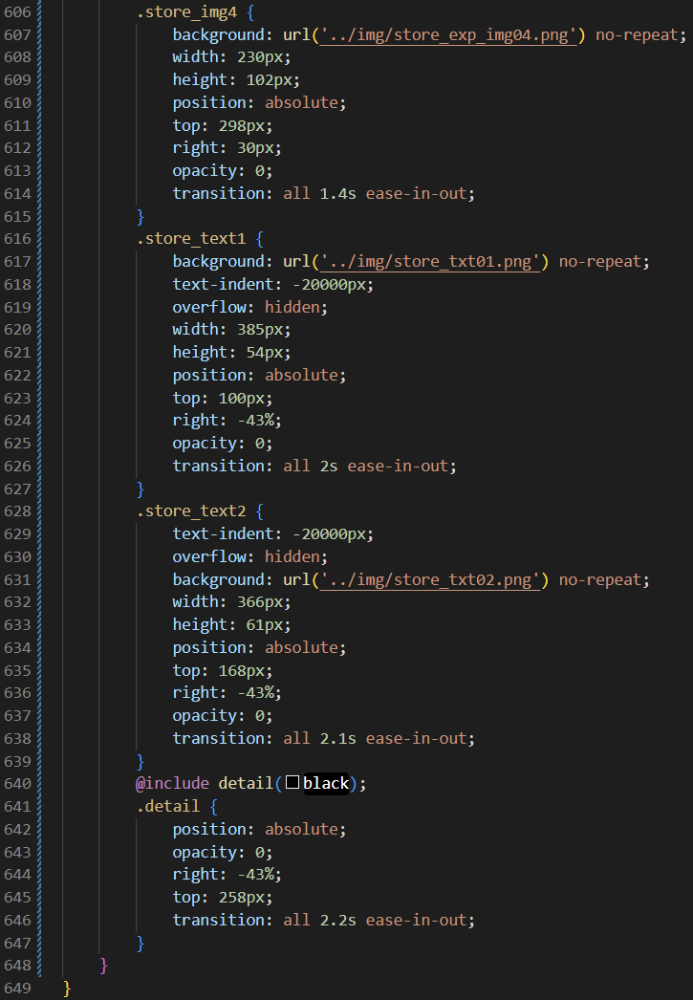 606 .store_img4 {
607 background: url('../img/store_exp_img04.png') no-repeat;
608 width: 230px;
609 height: 102px;
610 position: absolute;
611 top: 298px;
612 right: 30px;
613 opacity: 0;
614 transition: all 1.4s ease-in-out;
615 }
616 .store_text1 {
617 background: url('../img/store_txt01.png') no-repeat;
618 text-indent: -20000px;
619 overflow: hidden;
620 width: 385px;
621 height: 54px;
622 position: absolute;
623 top: 100px;
624 right: -43%;
625 opacity: 0;
626 transition: all 2s ease-in-out;
627 }
628 .store_text2 {
629 text-indent: -20000px;
630 overflow: hidden;
631 background: url('../img/store_txt02.png') no-repeat;
632 width: 366px;
633 height: 61px;
634 position: absolute;
635 top: 168px;
636 right: -43%;
637 opacity: 0;
638 transition: all 2.1s ease-in-out;
639 }
640 @include detail(black);
641 .detail {
642 position: absolute;
643 opacity: 0;
644 right: -43%;
645 top: 258px;
646 transition: all 2.2s ease-in-out;
647 }
648 }
649 }